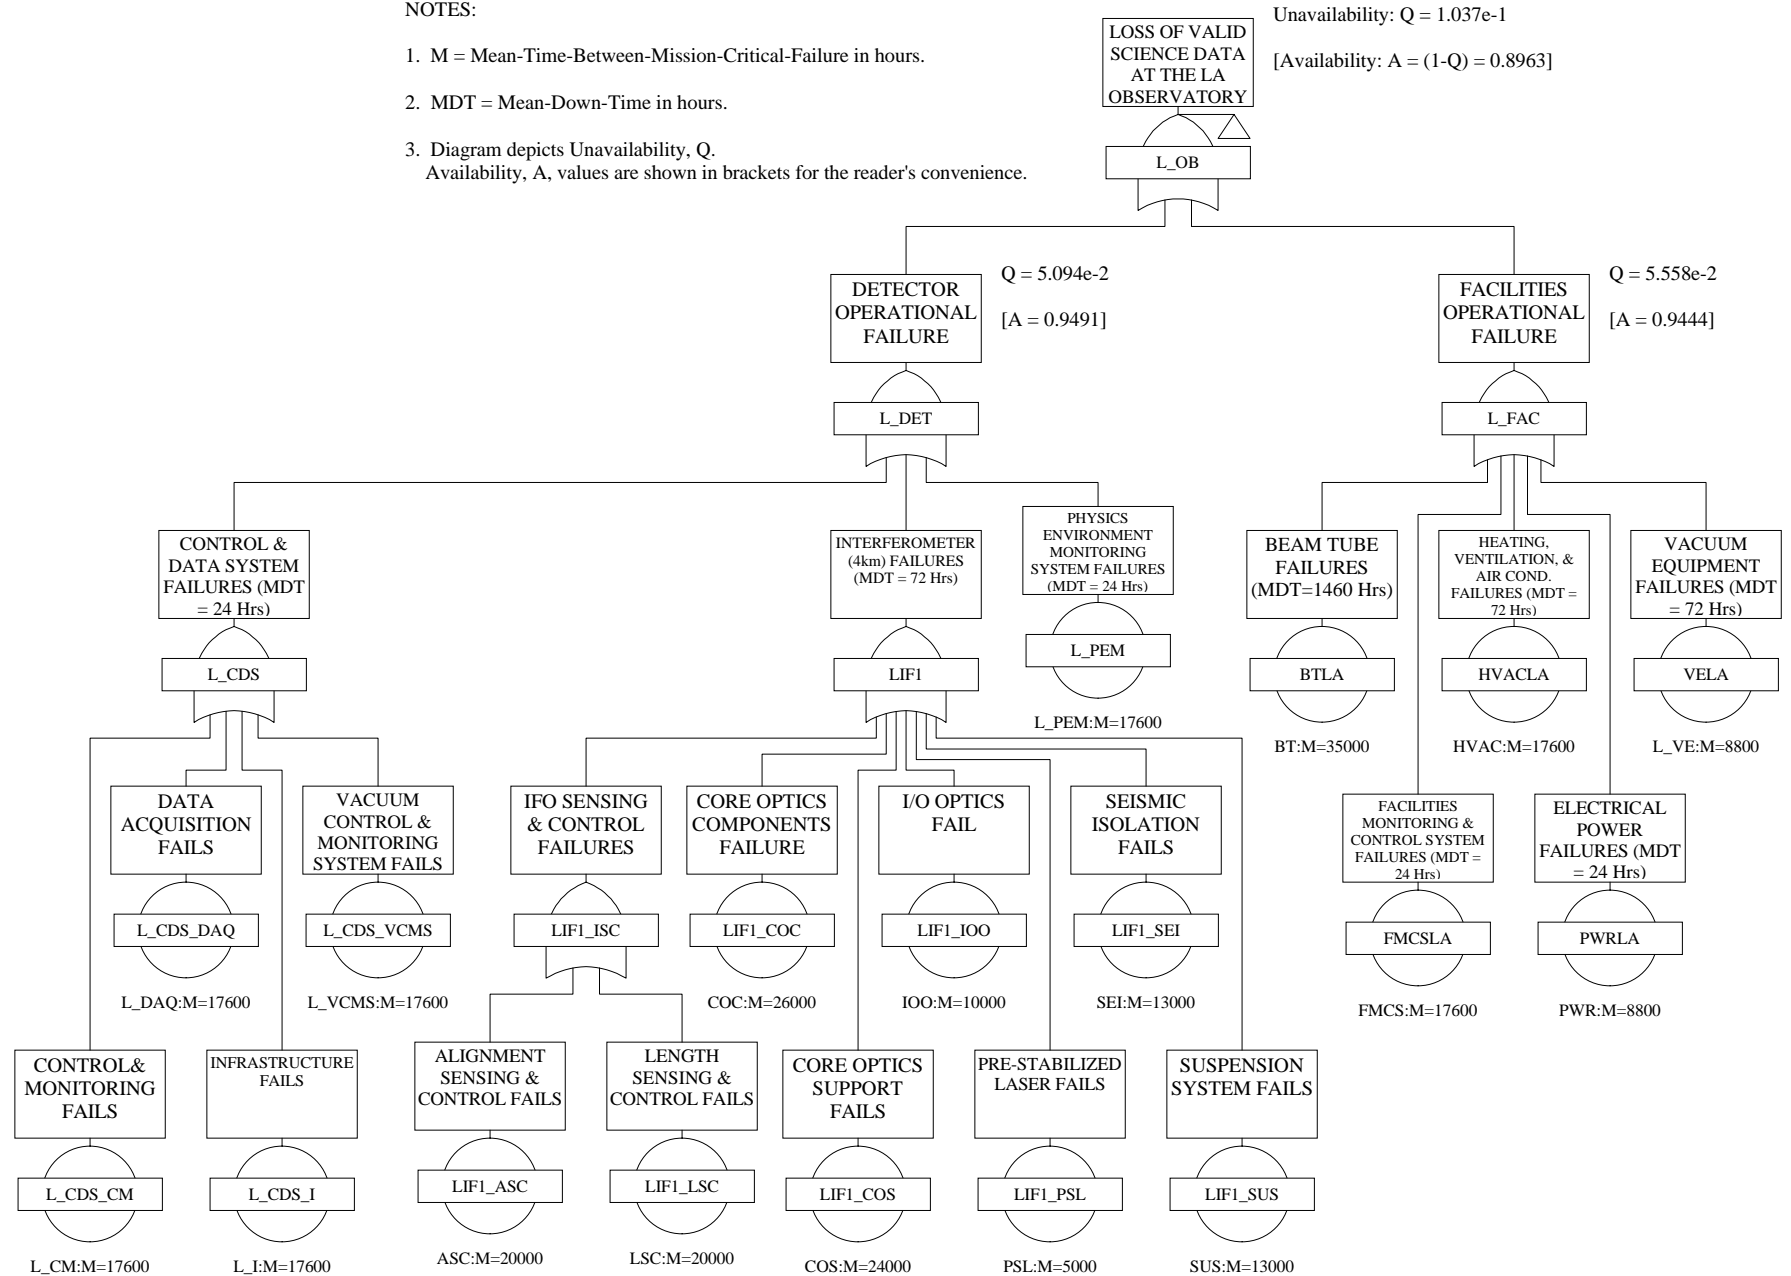 NOTES:
1. M = Mean-Time-Between-Mission-Critical-Failure in hours.
2. MDT = Mean-Down-Time in hours.
3. Diagram depicts Unavailability, Q.
Availability, A, values are shown in brackets for the reader's convenience.
LOSS OF VALID
SCIENCE DATA
AT THE LA
OBSERVATORY
L_OB
Unavailability: Q = 1.037e-1
[Availability: A = (1-Q) = 0.8963]
DETECTOR
OPERATIONAL
FAILURE
L_DET
Q = 5.094e-2
[A = 0.9491]
FACILITIES
OPERATIONAL
FAILURE
L_FAC
Q = 5.558e-2
[A = 0.9444]
CONTROL &
DATA SYSTEM
FAILURES (MDT
= 24 Hrs)
L_CDS
INTERFEROMETER
(4km) FAILURES
(MDT = 72 Hrs)
LIF1
PHYSICS
ENVIRONMENT
MONITORING
SYSTEM FAILURES
(MDT = 24 Hrs)
L_PEM
L_PEM:M=17600
BEAM TUBE
FAILURES
(MDT=1460 Hrs)
BTLA
BT:M=35000
HEATING,
VENTILATION, &
AIR COND.
FAILURES (MDT =
72 Hrs)
HVACLA
HVAC:M=17600
VACUUM
EQUIPMENT
FAILURES (MDT
= 72 Hrs)
VELA
L_VE:M=8800
DATA
ACQUISITION
FAILS
L_CDS_DAQ
L_DAQ:M=17600
VACUUM
CONTROL &
MONITORING
SYSTEM FAILS
L_CDS_VCMS
L_VCMS:M=17600
IFO SENSING
& CONTROL
FAILURES
LIF1_ISC
CORE OPTICS
COMPONENTS
FAILURE
LIF1_COC
COC:M=26000
I/O OPTICS
FAIL
LIF1_IOO
IOO:M=10000
SEISMIC
ISOLATION
FAILS
LIF1_SEI
SEI:M=13000
FACILITIES
MONITORING &
CONTROL SYSTEM
FAILURES (MDT =
24 Hrs)
FMCSLA
FMCS:M=17600
ELECTRICAL
POWER
FAILURES (MDT
= 24 Hrs)
PWRLA
PWR:M=8800
CONTROL&
MONITORING
FAILS
L_CDS_CM
L_CM:M=17600
INFRASTRUCTURE
FAILS
L_CDS_I
L_I:M=17600
ALIGNMENT
SENSING &
CONTROL FAILS
LIF1_ASC
ASC:M=20000
LENGTH
SENSING &
CONTROL FAILS
LIF1_LSC
LSC:M=20000
CORE OPTICS
SUPPORT
FAILS
LIF1_COS
COS:M=24000
PRE-STABILIZED
LASER FAILS
LIF1_PSL
PSL:M=5000
SUSPENSION
SYSTEM FAILS
LIF1_SUS
SUS:M=13000